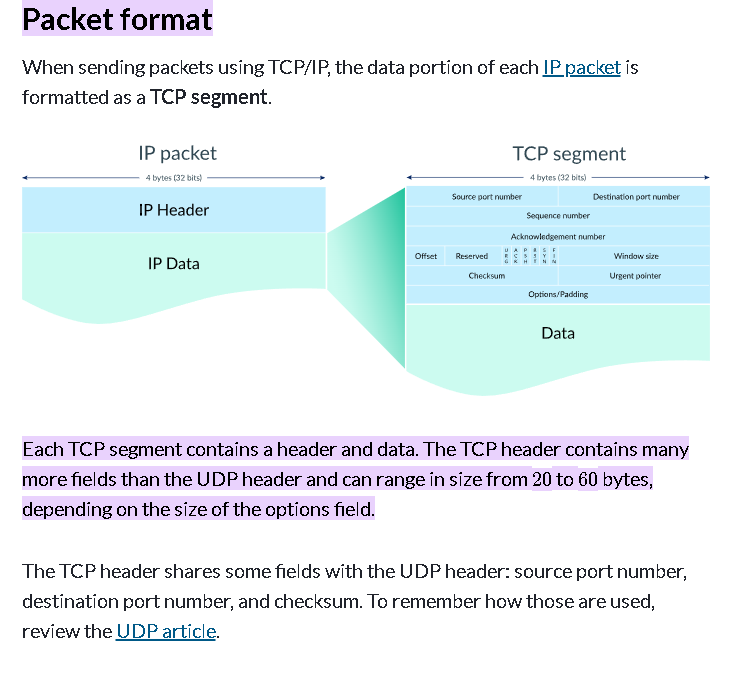 Packet format
When sending packets using TCP/IP, the data portion of each IP packet is
formatted as a TCP segment.
IP packet
4 bytes (32 bits)
IP Header
IP Data
TCP segment
4 bytes (32 bits)
Source port number Destination port number
Sequence number
Acknowledgement number
Offset Reserved URG ACK PSH RST SYN FIN Window size
Checksum Urgent pointer
Options/Padding
Data
Each TCP segment contains a header and data. The TCP header contains many
more fields than the UDP header and can range in size from 20 to 60 bytes,
depending on the size of the options field.
The TCP header shares some fields with the UDP header: source port number,
destination port number, and checksum. To remember how those are used,
review the UDP article.